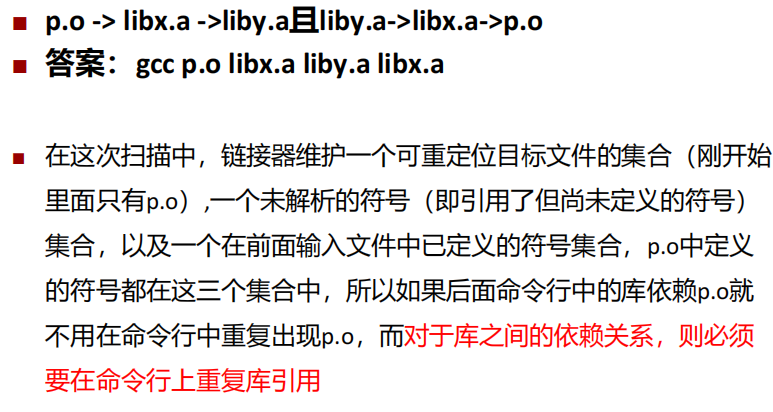 p.o -> libx.a ->liby.a且liby.a->libx.a->p.o
答案：gcc p.o libx.a liby.a libx.a
在这次扫描中，链接器维护一个可重定位目标文件的集合（刚开始
里面只有p.o）,一个未解析的符号（即引用了但尚未定义的符号）
集合，以及一个在前面输入文件中已定义的符号集合，p.o中定义
的符号都在这三个集合中，所以如果后面命令行中的库依赖p.o就
不用在命令行中重复出现p.o，而对于库之间的依赖关系，则必须
要在命令行上重复库引用